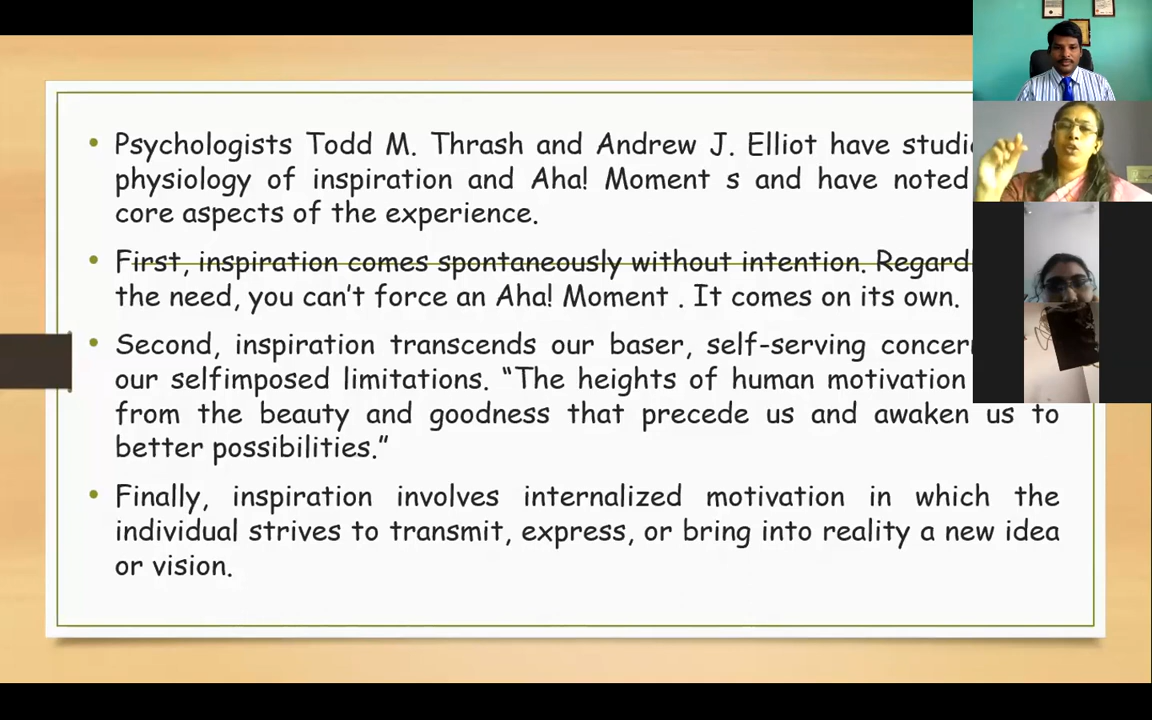 Psychologists Todd M. Thrash and Andrew J. Elliot have
physiology of inspiration and Aha! Moment s and have noted
core aspects of the experience.
First, inspiration comes spontaneously without intention.
the need, you can't force an Aha! Moment . It comes on its own.
Second, inspiration transcends our baser, self-serving
our selfimposed limitations. “The heights of human motivation
from the beauty and goodness that precede us and awaken us to
better possibilities.”
Finally, inspiration involves internalized motivation in which the
individual strives to transmit, express, or bring into reality a new idea
or vision.